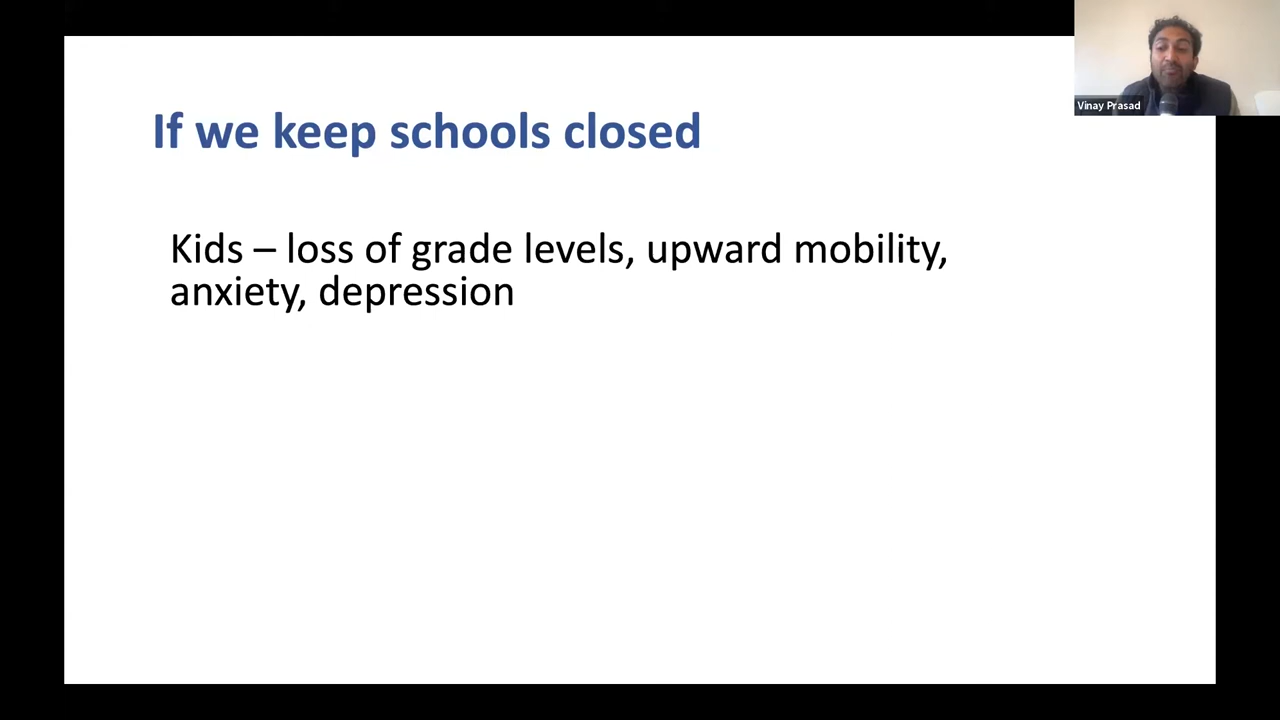 Vinay Prasad
If we keep schools closed
Kids – loss of grade levels, upward mobility,
anxiety, depression